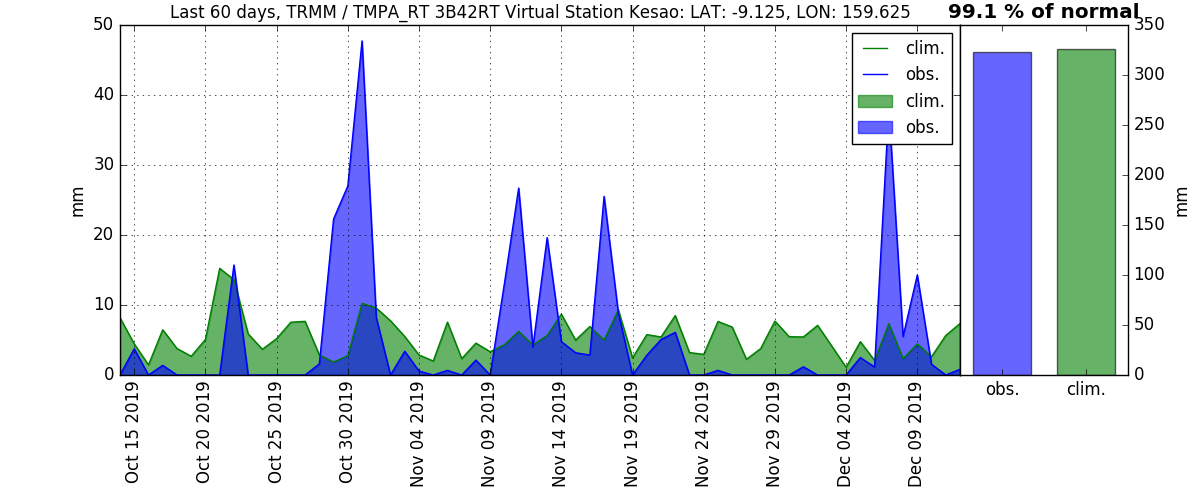 Last 60 days, TRMM / TMPA_RT 3B42RT Virtual Station Kesao: LAT: -9.125, LON: 159.625
99.1 % of normal
50
40
30
20
10
0
mm
clim.
obs.
clim.
obs.
350
300
250
200
150
100
50
0
mm
obs.
clim.
Oct 15 2019
Oct 20 2019
Oct 25 2019
Oct 30 2019
Nov 04 2019
Nov 09 2019
Nov 14 2019
Nov 19 2019
Nov 24 2019
Nov 29 2019
Dec 04 2019
Dec 09 2019